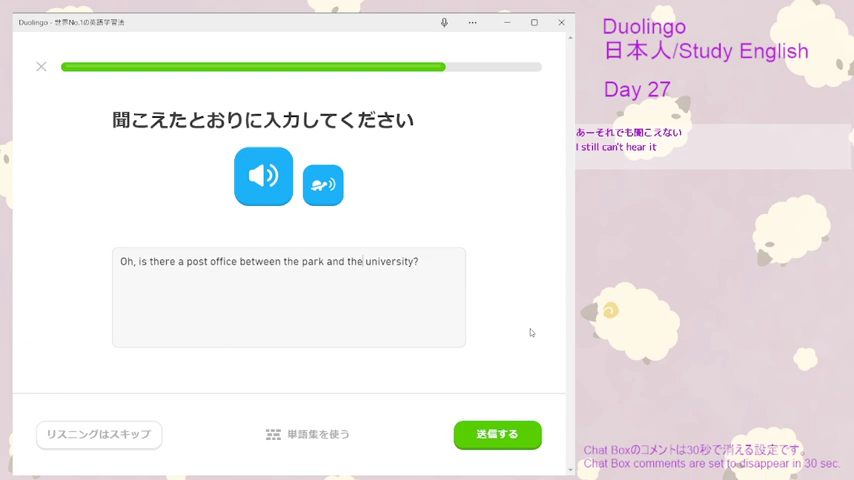 Duolingo - 世界No.1の英語学習法
聞こえたとおりに入力してください
Oh, is there a post office between the park and the university?
リスニングはスキップ
単語集を使う
送信する
Duolingo
日本人/Study English
Day 27
あーそれでも聞こえない
I still can't hear it
Chat Boxのコメントは30秒で消える設定です
Chat Box comments are set to disappear in 30 sec.